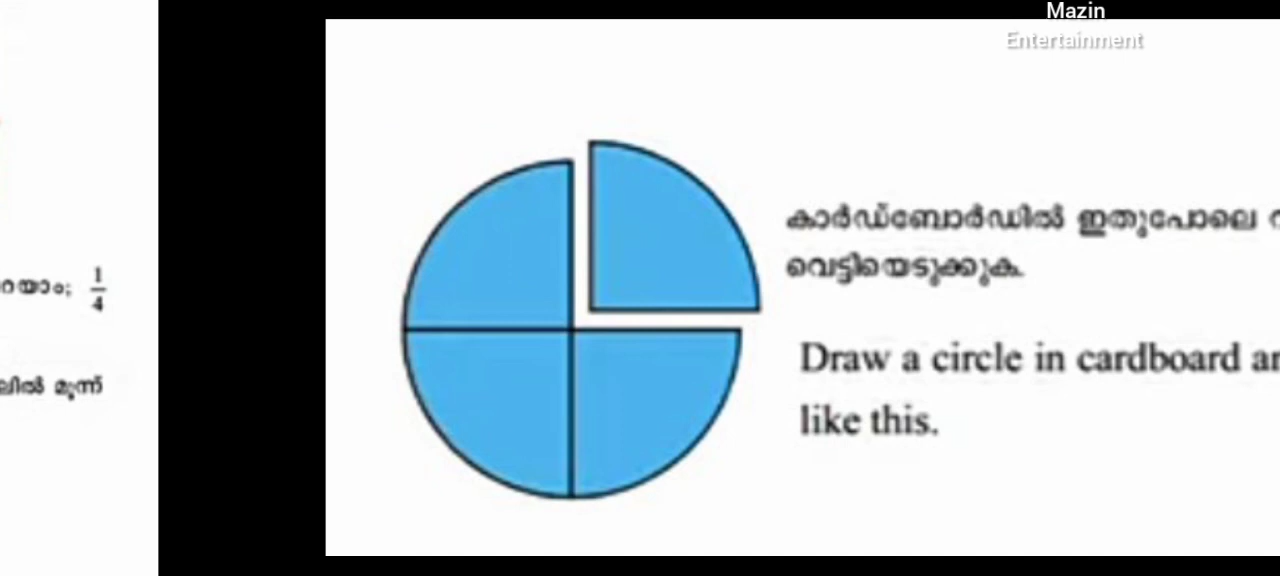 Mazin
Entertainment
1
4
മൂന്ന്
കാർഡ്ബോർഡിൽ ഇതുപോലെ
വെട്ടിയെടുക്കുക.
Draw a circle in cardboard
like this.